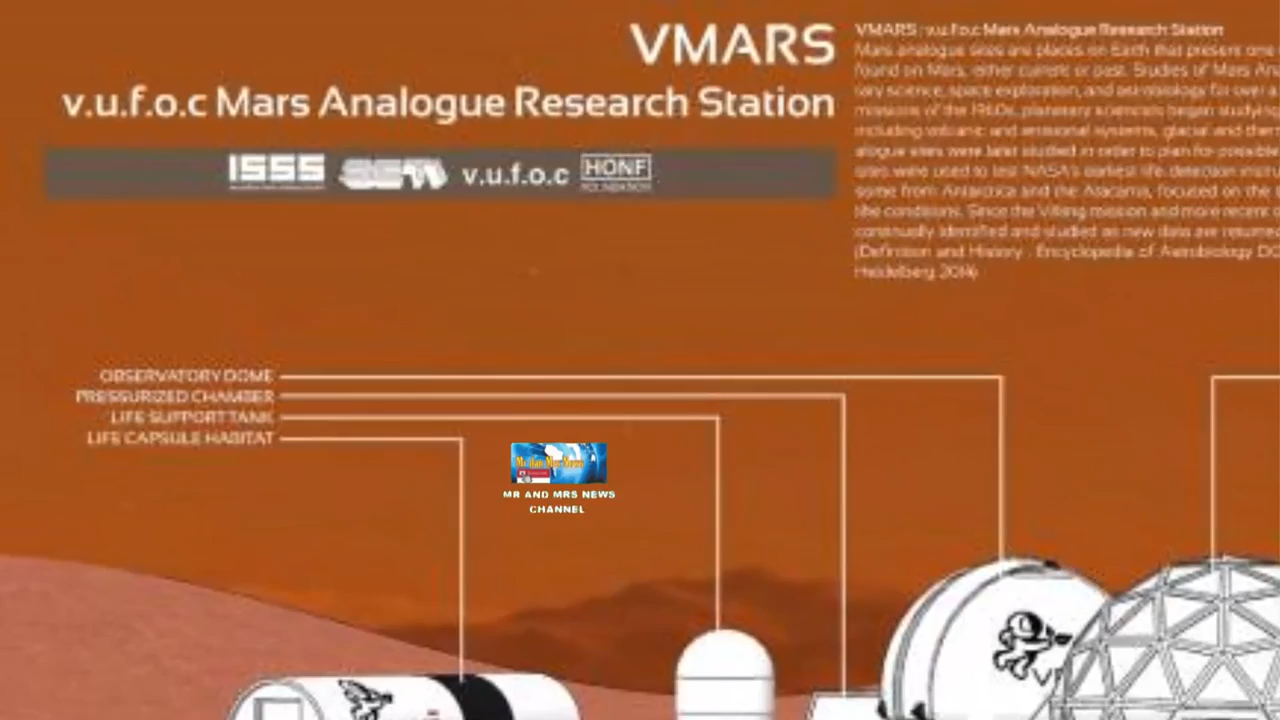 VMARS
v.u.f.o.c Mars Analogue Research Station
ISSS
v.u.f.o.c
HONF
FOUNDATION
VMARS : v.u.f.o.c Mars Analogue Research Station
Mars analogue sites are places on Earth that present one
found on Mars, either current or past. Studies of Mars Ana
tary science, space exploration, and astrobiology for over a
missions of the 1960s, planetary scientists began studying
including volcanic and erosional systems, glacial and ther
alogue sites were later studied in order to plan for possible
sites were used to test NASA's earliest life detection instru
some from Antarctica and the Atacama, focused on the
like conditions. Since the Viking mission and more recent
continually identified and studied as new data are returned
(Definition and History : Encyclopedia of Astrobiology DO
Heidelberg 2014)
OBSERVATORY DOME
PRESSURIZED CHAMBER
LIFE SUPPORT TANK
LIFE CAPSULE HABITAT
Mr And Mrs News
MR AND MRS NEWS
CHANNEL